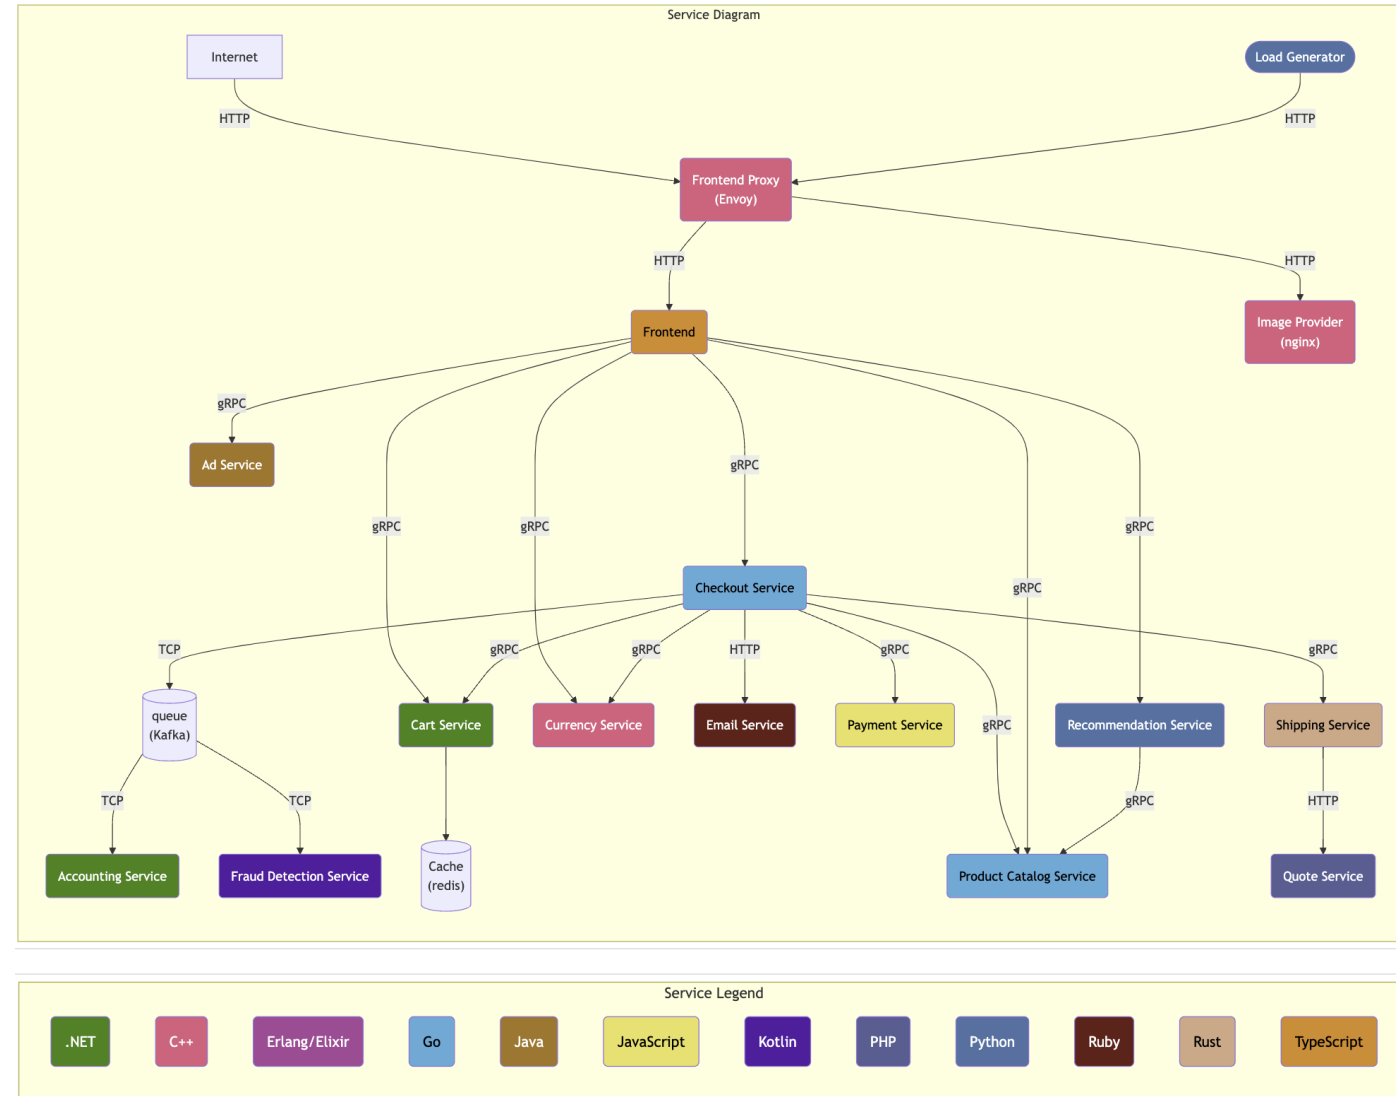 Service Diagram
Internet
Load Generator
HTTP
HTTP
Frontend Proxy
(Envoy)
HTTP
HTTP
Frontend
Image Provider
(nginx)
gRPC
Ad Service
gRPC
gRPC
gRPC
gRPC
gRPC
Checkout Service
gRPC
TCP
gRPC
gRPC
HTTP
gRPC
gRPC
queue
(Kafka)
Cart Service
Currency Service
Email Service
Payment Service
gRPC
Recommendation Service
Shipping Service
TCP
TCP
gRPC
HTTP
Accounting Service
Fraud Detection Service
Cache
(redis)
Product Catalog Service
Quote Service
Service Legend
.NET
C++
Erlang/Elixir
Go
Java
JavaScript
Kotlin
PHP
Python
Ruby
Rust
TypeScript